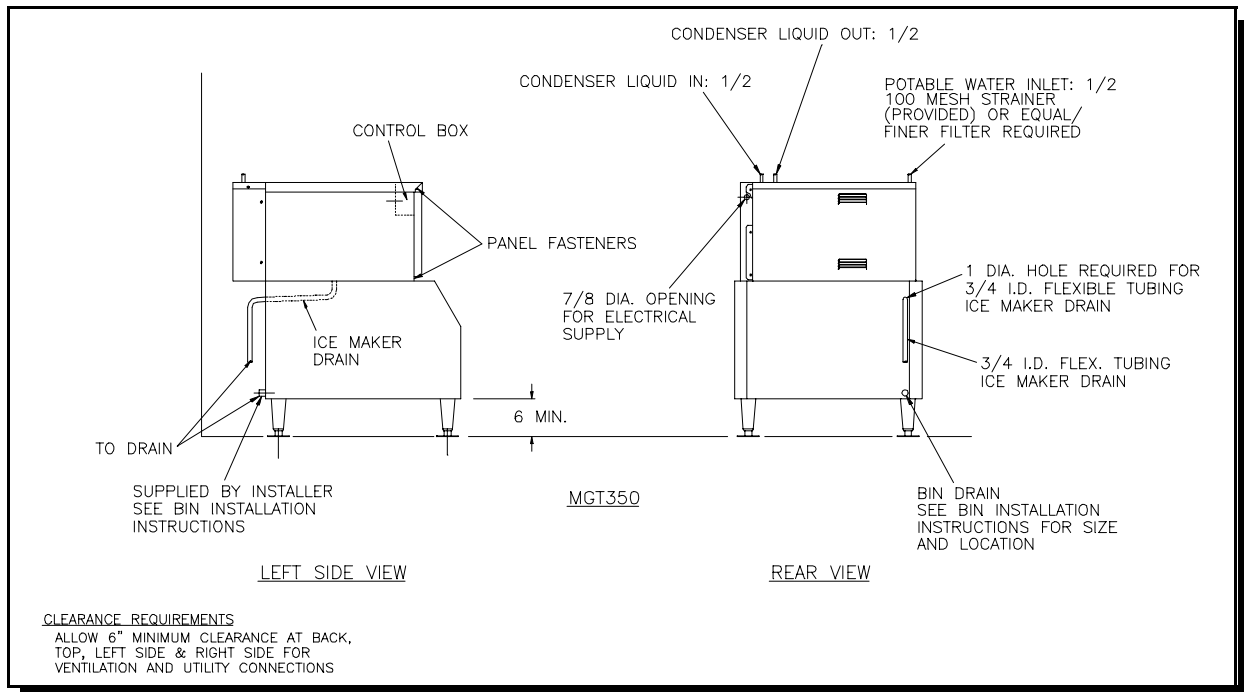 CONDENSER LIQUID OUT: 1/2
CONDENSER LIQUID IN: 1/2
POTABLE WATER INLET: 1/2
100 MESH STRAINER
(PROVIDED) OR EQUAL/
FINER FILTER REQUIRED
CONTROL BOX
PANEL FASTENERS
7/8 DIA. OPENING
FOR ELECTRICAL
SUPPLY
1 DIA. HOLE REQUIRED FOR
3/4 I.D. FLEXIBLE TUBING
ICE MAKER DRAIN
ICE MAKER
DRAIN
3/4 I.D. FLEX. TUBING
ICE MAKER DRAIN
6 MIN.
TO DRAIN
SUPPLIED BY INSTALLER
SEE BIN INSTALLATION
INSTRUCTIONS
MGT350
BIN DRAIN
SEE BIN INSTALLATION
INSTRUCTIONS FOR SIZE
AND LOCATION
LEFT SIDE VIEW
REAR VIEW
CLEARANCE REQUIREMENTS
ALLOW 6" MINIMUM CLEARANCE AT BACK,
TOP, LEFT SIDE & RIGHT SIDE FOR
VENTILATION AND UTILITY CONNECTIONS